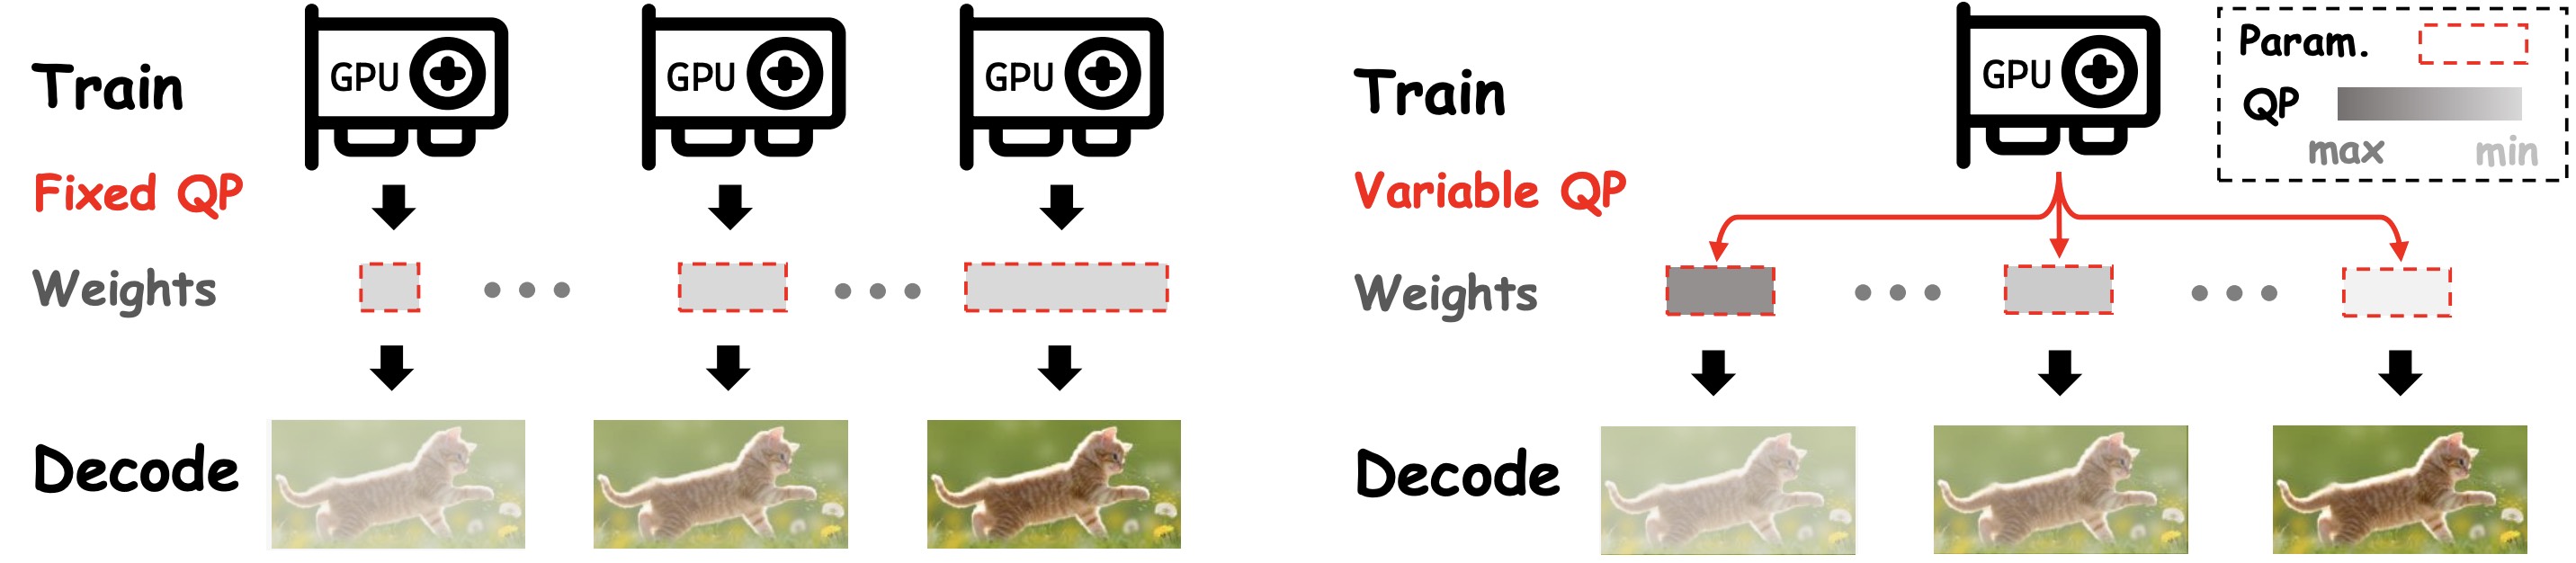 Train
GPU
GPU
GPU
Fixed QP
Weights
Decode
Train
GPU
Variable QP
Weights
Decode
Param.
QP
max min